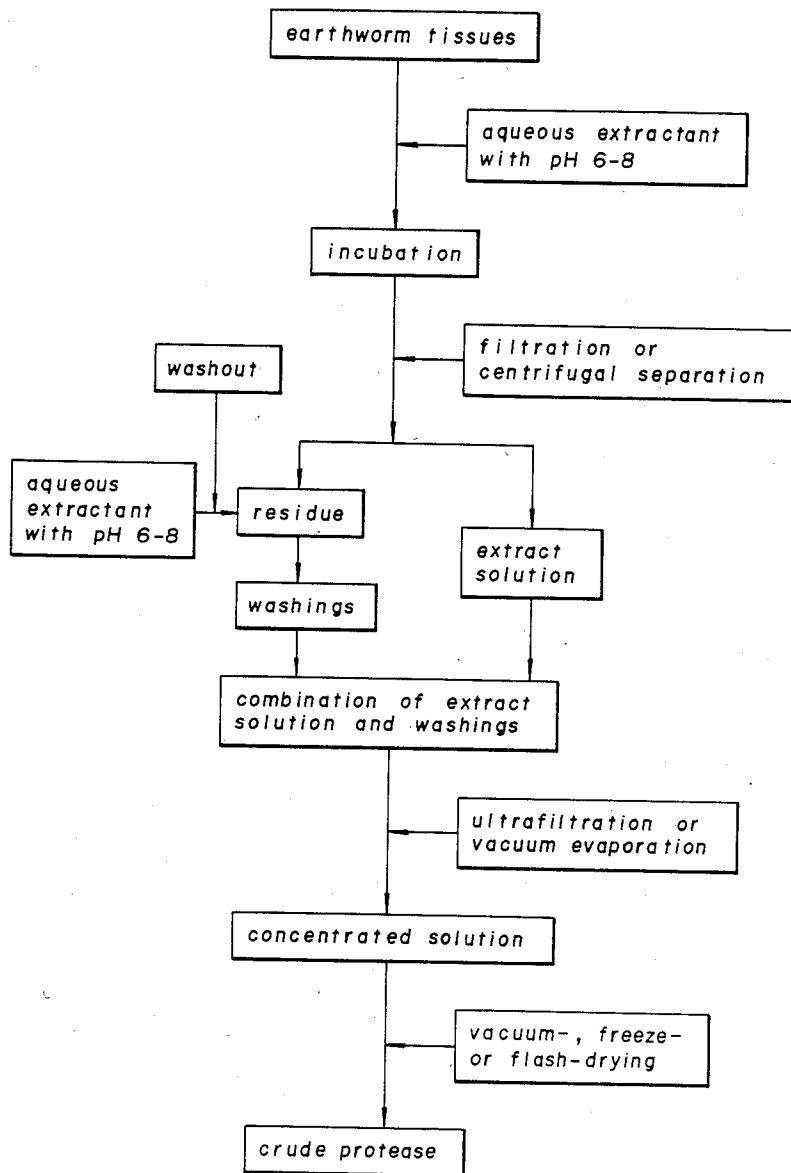 earthworm tissues
aqueous extractant
with pH 6-8
incubation
filtration or
centrifugal separation
washout
aqueous
extractant
with pH 6-8
residue
extract
solution
washings
combination of extract
solution and washings
ultrafiltration or
vacuum evaporation
concentrated solution
vacuum-, freeze-
or flash-drying
crude protease